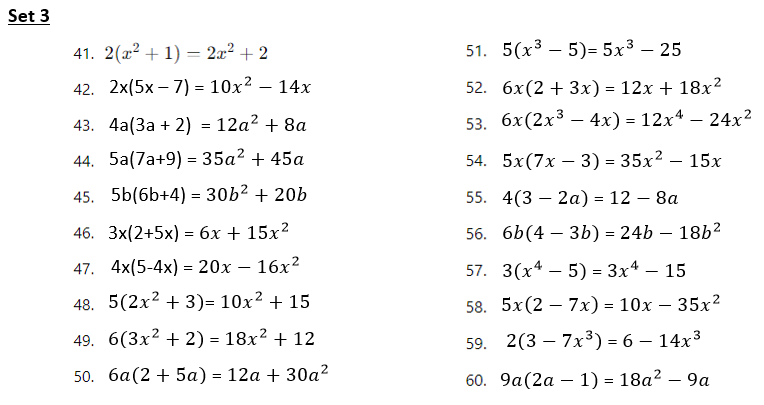 Set 3
41. 2(x² + 1) = 2x² + 2
42. 2x(5x – 7) = 10x² − 14x
43. 4a(3a + 2) = 12a² + 8a
44. 5a(7a+9) = 35a² + 45a
45. 5b(6b+4) = 30b² + 20b
46. 3x(2+5x) = 6x + 15x²
47. 4x(5-4x) = 20x − 16x²
48. 5(2x² + 3)= 10x² + 15
49. 6(3x² + 2) = 18x² + 12
50. 6a(2 + 5a) = 12a + 30a²
51. 5(x³ − 5)= 5x³ − 25
52. 6x(2 + 3x) = 12x + 18x²
53. 6x(2x³ − 4x) = 12x⁴ − 24x²
54. 5x(7x − 3) = 35x² − 15x
55. 4(3 − 2a) = 12 − 8a
56. 6b(4 − 3b) = 24b − 18b²
57. 3(x⁴ − 5) = 3x⁴ − 15
58. 5x(2 − 7x) = 10x − 35x²
59. 2(3 − 7x³) = 6 − 14x³
60. 9a(2a − 1) = 18a² − 9a